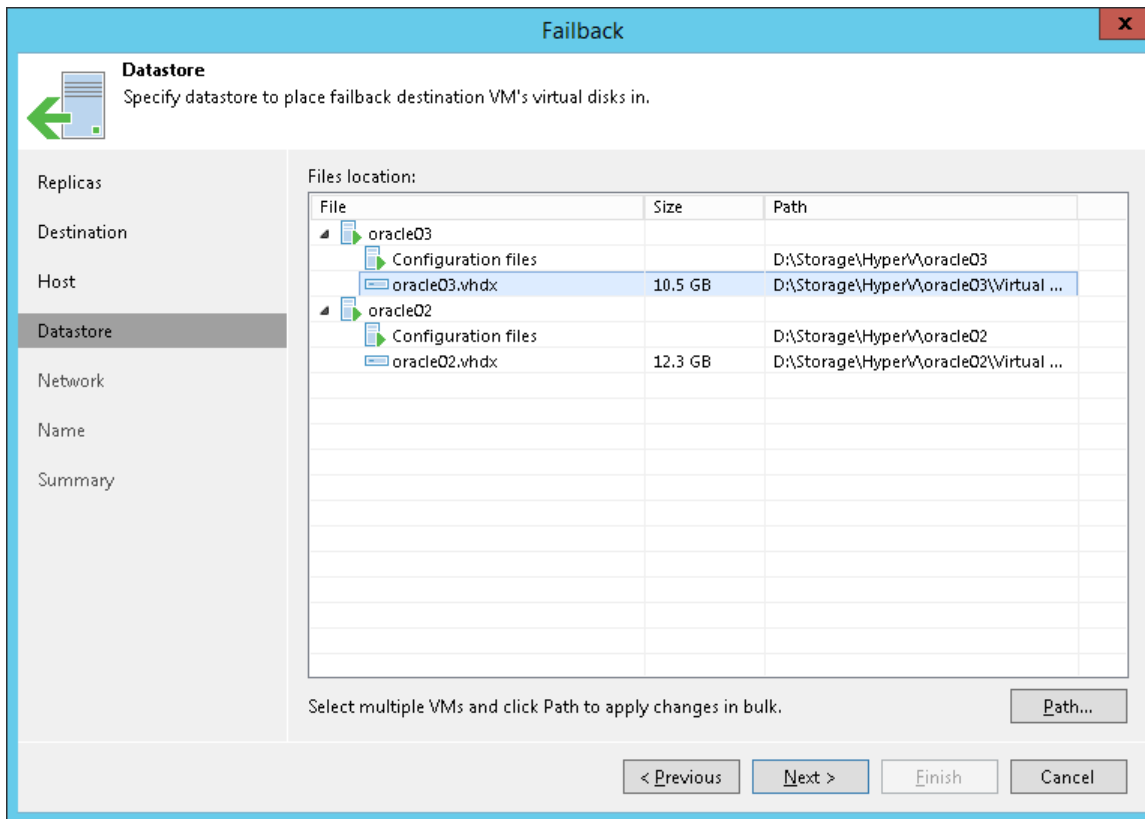 Failback
x
Datastore
Specify datastore to place failback destination VM's virtual disks in.
Replicas
Destination
Host
Datastore
Network
Name
Summary
Files location:
File Size Path
oracle03
Configuration files D:\Storage\HyperV\oracle03
oracle03.vhdx 10.5 GB D:\Storage\HyperV\oracle03\Virtual ...
oracle02
Configuration files D:\Storage\HyperV\oracle02
oracle02.vhdx 12.3 GB D:\Storage\HyperV\oracle02\Virtual ...
Select multiple VMs and click Path to apply changes in bulk.
Path...
< Previous Next > Finish Cancel